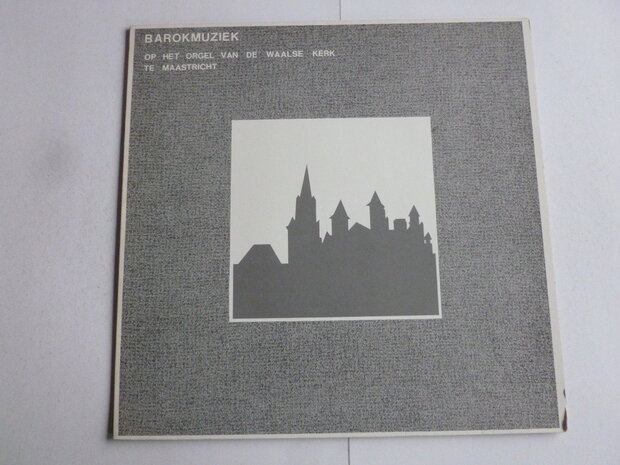 BAROKMUZIEK
OP HET ORGEL VAN DE WAALSE KERK
TE MAASTRICHT